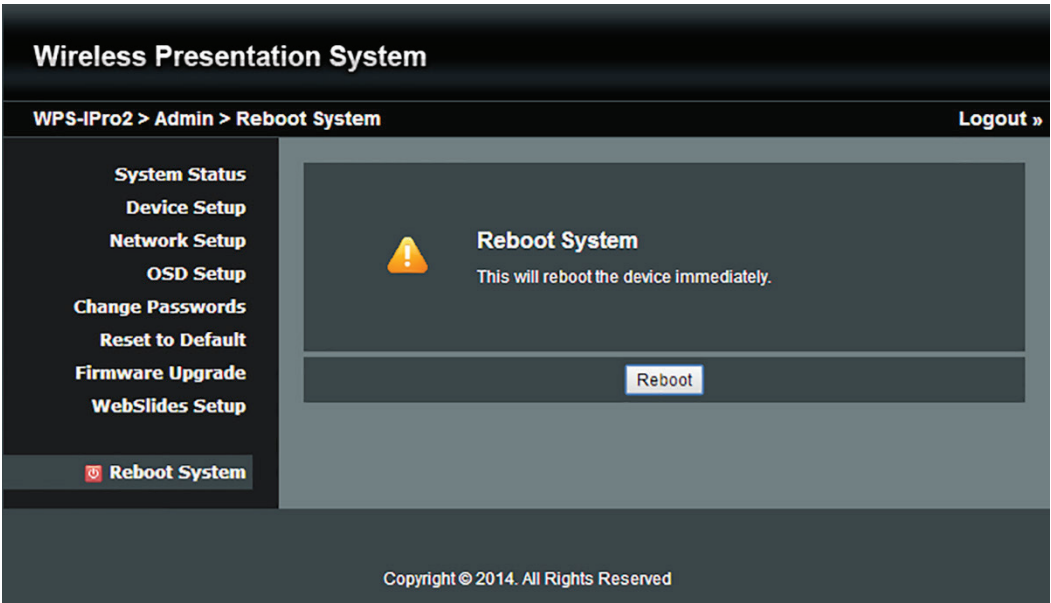 Wireless Presentation System
WPS-IPro2 > Admin > Reboot System
Logout »
System Status
Device Setup
Network Setup
OSD Setup
Change Passwords
Reset to Default
Firmware Upgrade
WebSlides Setup
Reboot System
Reboot System
This will reboot the device immediately.
Reboot
Copyright © 2014. All Rights Reserved